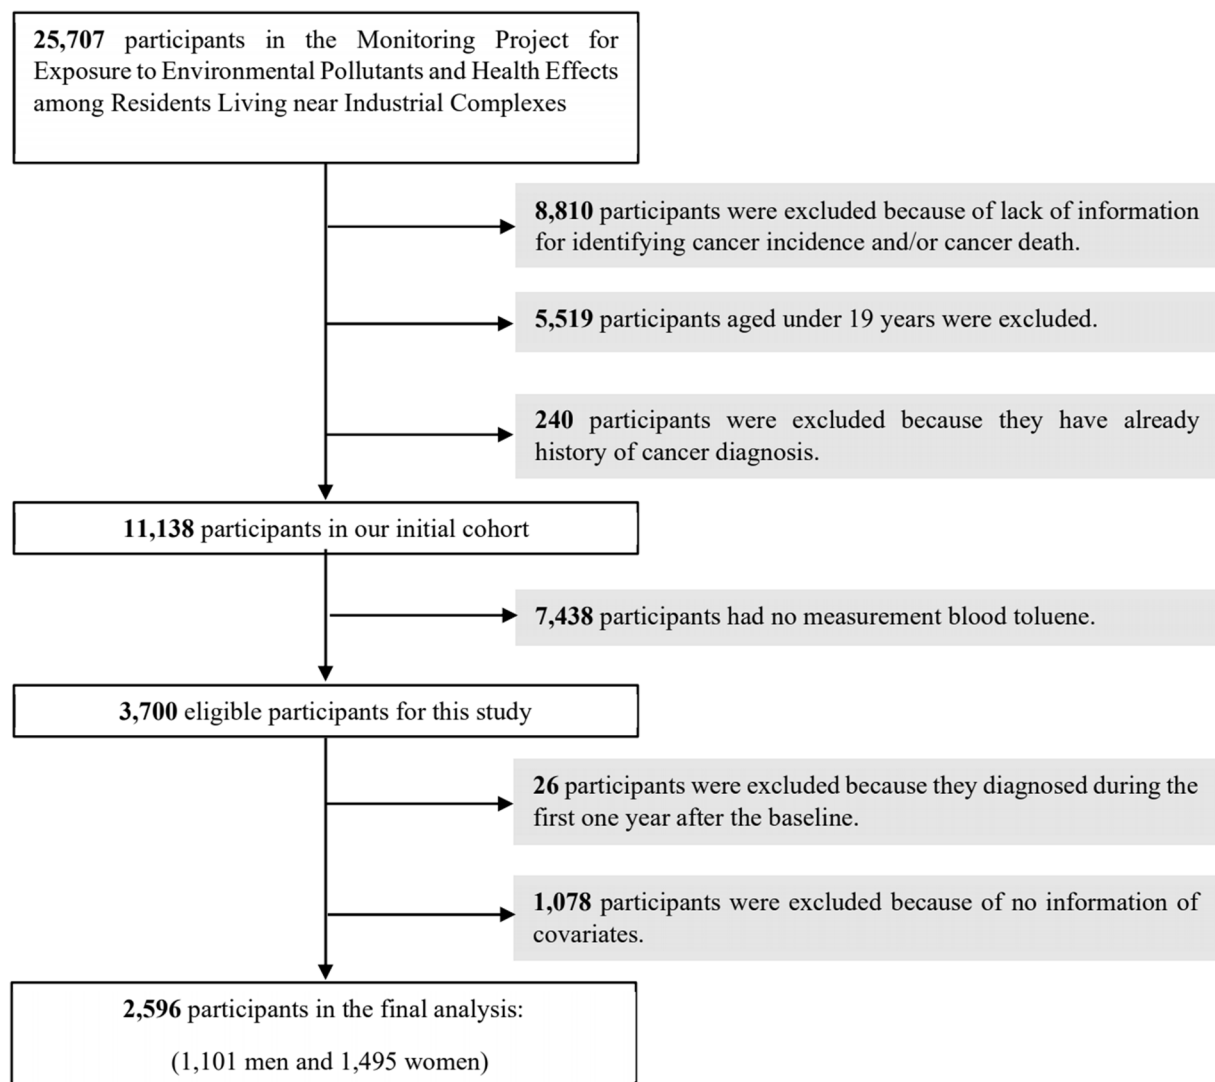 25,707 participants in the Monitoring Project for
Exposure to Environmental Pollutants and Health Effects
among Residents Living near Industrial Complexes
8,810 participants were excluded because of lack of information
for identifying cancer incidence and/or cancer death.
5,519 participants aged under 19 years were excluded.
240 participants were excluded because they have already
history of cancer diagnosis.
11,138 participants in our initial cohort
7,438 participants had no measurement blood toluene.
3,700 eligible participants for this study
26 participants were excluded because they diagnosed during the
first one year after the baseline.
1,078 participants were excluded because of no information of
covariates.
2,596 participants in the final analysis:
(1,101 men and 1,495 women)